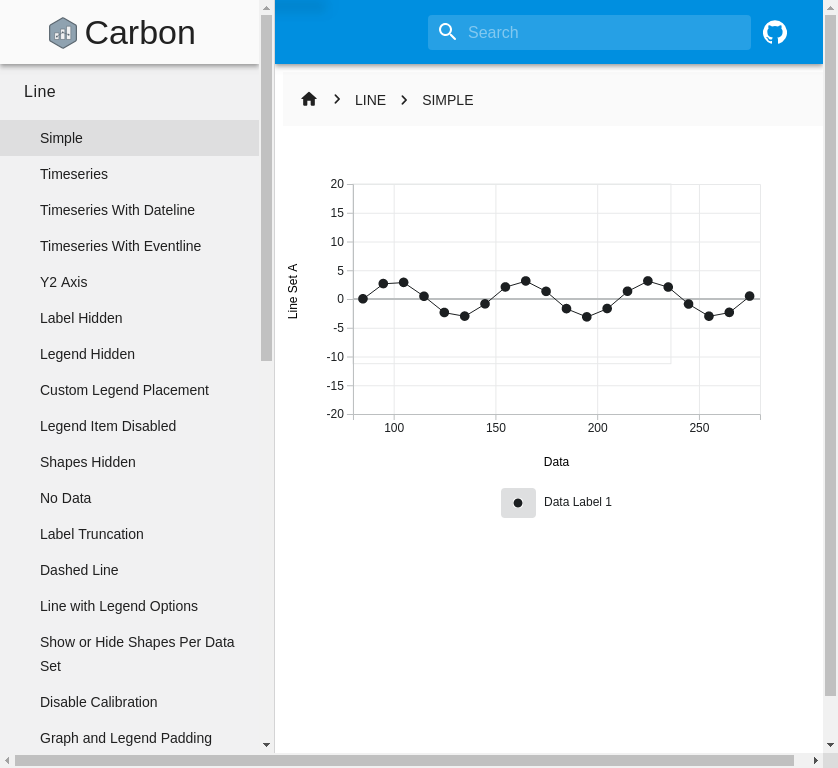 Carbon
Search
Line
Simple
Timeseries
Timeseries With Dateline
Timeseries With Eventline
Y2 Axis
Label Hidden
Legend Hidden
Custom Legend Placement
Legend Item Disabled
Shapes Hidden
No Data
Label Truncation
Dashed Line
Line with Legend Options
Show or Hide Shapes Per Data
Set
Disable Calibration
Graph and Legend Padding
LINE
SIMPLE
20
15
10
5
0
-5
-10
-15
-20
Line Set A
100 150 200 250
Data
Data Label 1